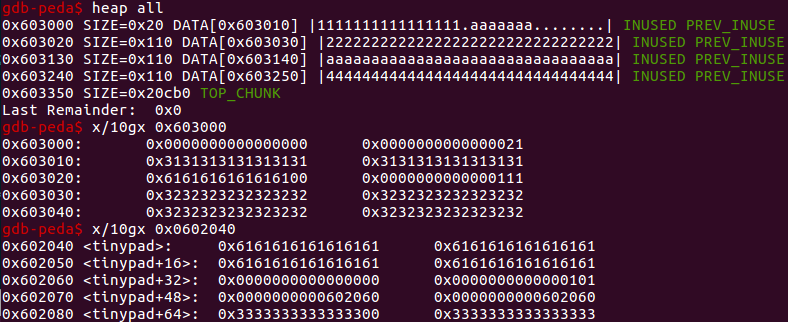 gdb-peda$ heap all
0x603000 SIZE=0x20 DATA[0x603010] |1111111111111111.aaaaaaa........| INUSED PREV_INUSE
0x603020 SIZE=0x110 DATA[0x603030] |22222222222222222222222222222222| INUSED PREV_INUSE
0x603130 SIZE=0x110 DATA[0x603140] |aaaaaaaaaaaaaaaaaaaaaaaaaaaaaaaa| INUSED PREV_INUSE
0x603240 SIZE=0x110 DATA[0x603250] |44444444444444444444444444444444| INUSED PREV_INUSE
0x603350 SIZE=0x20cb0 TOP_CHUNK
Last Remainder: 0x0
gdb-peda$ x/10gx 0x603000
0x603000: 0x0000000000000000 0x0000000000000021
0x603010: 0x3131313131313131 0x3131313131313131
0x603020: 0x6161616161616100 0x0000000000000111
0x603030: 0x3232323232323232 0x3232323232323232
0x603040: 0x3232323232323232 0x3232323232323232
gdb-peda$ x/10gx 0x0602040
0x602040 <tinypad>: 0x6161616161616161 0x6161616161616161
0x602050 <tinypad+16>: 0x6161616161616161 0x6161616161616161
0x602060 <tinypad+32>: 0x0000000000000000 0x0000000000000101
0x602070 <tinypad+48>: 0x0000000000602060 0x0000000000602060
0x602080 <tinypad+64>: 0x3333333333333300 0x3333333333333333